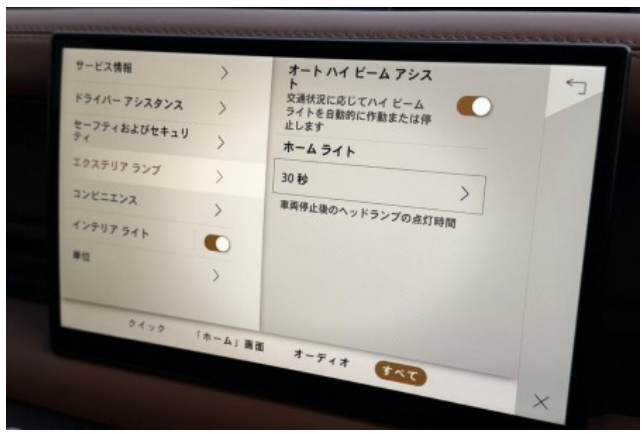 サービス情報
ドライバー アシスタンス
セーフティおよびセキュリ
ティ
エクステリア ランプ
コンビニエンス
インテリア ライト
単位
オート ハイ ビーム アシス
ト
交通状況に応じてハイ ビーム
ライトを自動的に作動または停
止します
ホーム ライト
30 秒
車両停止後のヘッドランプの点灯時間
クイック
「ホーム」画面
オーディオ
すべて